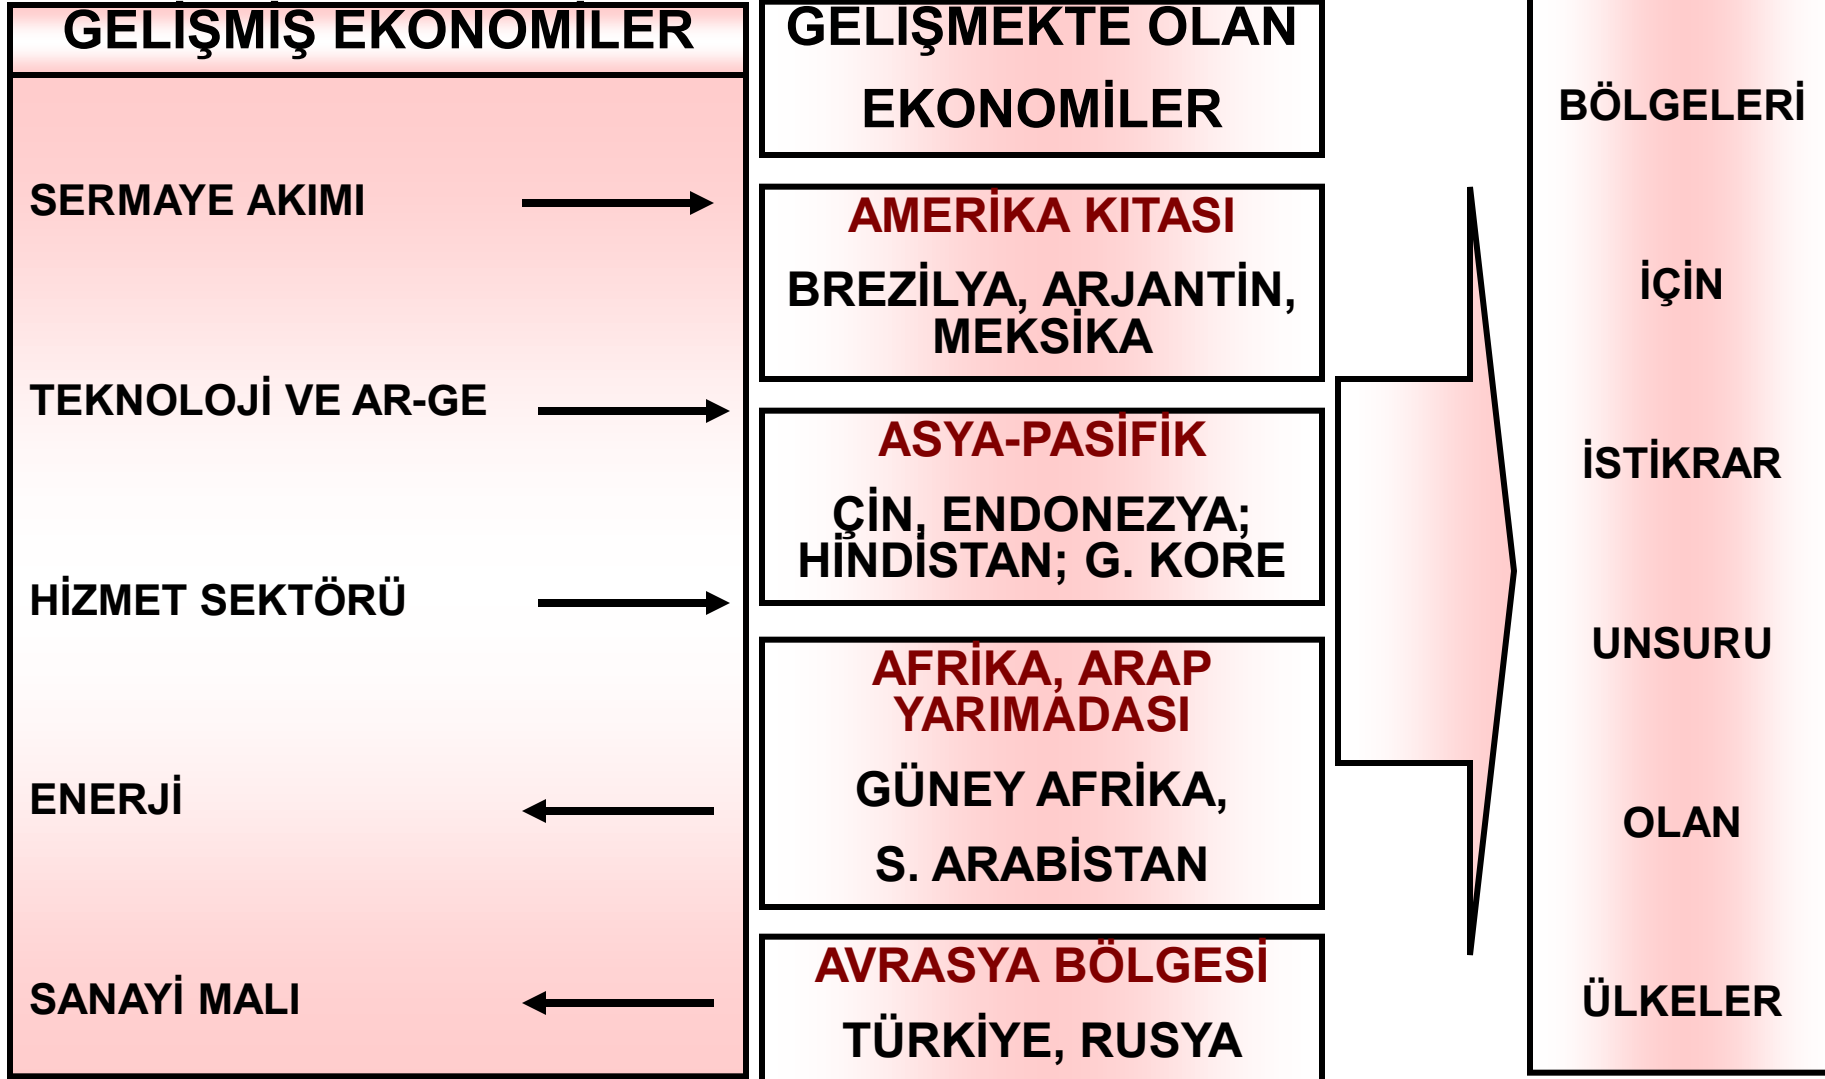 GELİŞMİŞ EKONOMİLER
SERMAYE AKIMI
TEKNOLOJİ VE AR-GE
HİZMET SEKTÖRÜ
ENERJİ
SANAYİ MALI
GELİŞMEKTE OLAN
EKONOMİLER
AMERİKA KITASI
BREZİLYA, ARJANTİN,
MEKSİKA
ASYA-PASİFİK
ÇİN, ENDONEZYA;
HİNDİSTAN; G. KORE
AFRİKA, ARAP
YARIMADASI
GÜNEY AFRİKA,
S. ARABİSTAN
AVRASYA BÖLGESİ
TÜRKİYE, RUSYA
BÖLGELERİ
İÇİN
İSTİKRAR
UNSURU
OLAN
ÜLKELER